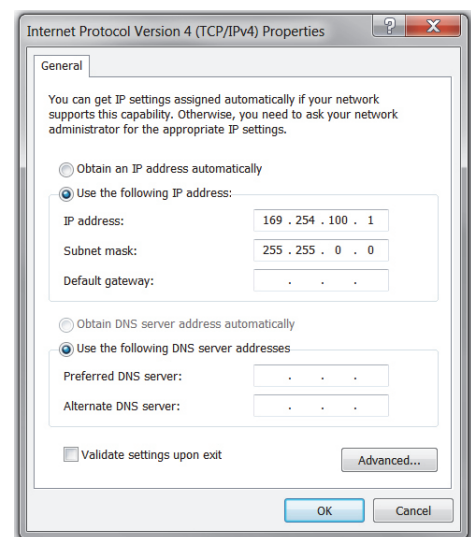 Internet Protocol Version 4 (TCP/IPv4) Properties
General
You can get IP settings assigned automatically if your network
supports this capability. Otherwise, you need to ask your network
administrator for the appropriate IP settings.
Obtain an IP address automatically
Use the following IP address:
IP address: 169 . 254 . 100 . 1
Subnet mask: 255 . 255 . 0 . 0
Default gateway: . . .
Obtain DNS server address automatically
Use the following DNS server addresses
Preferred DNS server: . . .
Alternate DNS server: . . .
Validate settings upon exit
Advanced...
OK Cancel